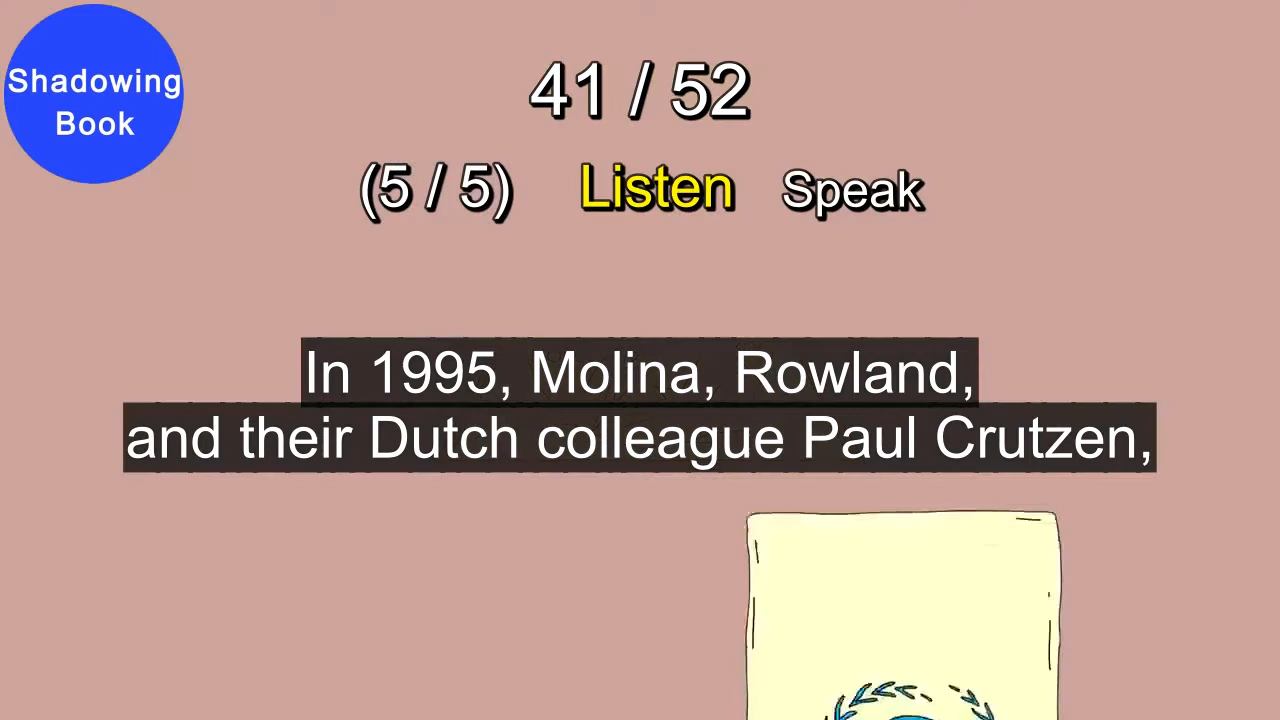 Shadowing
Book
41 / 52
(5 / 5) Listen Speak
In 1995, Molina, Rowland,
and their Dutch colleague Paul Crutzen,